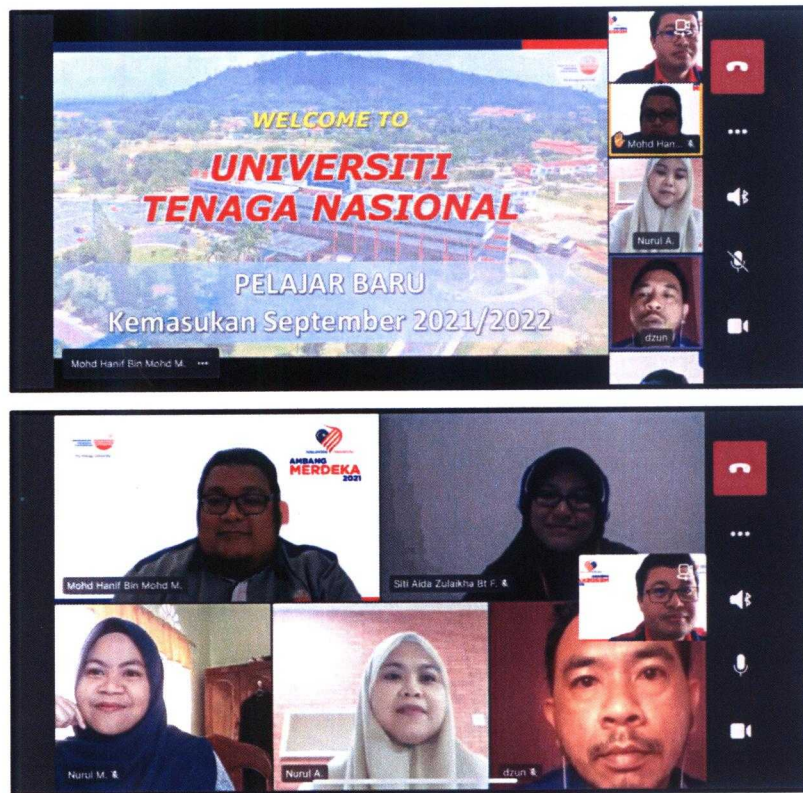 WELCOME TO
UNIVERSITI
TENAGA NASIONAL
PELAJAR BARU
Kemasukan September 2021/2022
Mohd Hanif Bin Mohd M. •••
Mohd Han...
Nurul A.
dzun
AMBANG
MERDEKA
2021
Mohd Hanif Bin Mohd M.
Siti Aida Zulaikha Bt F.
Nurul M.
Nurul A.
dzun